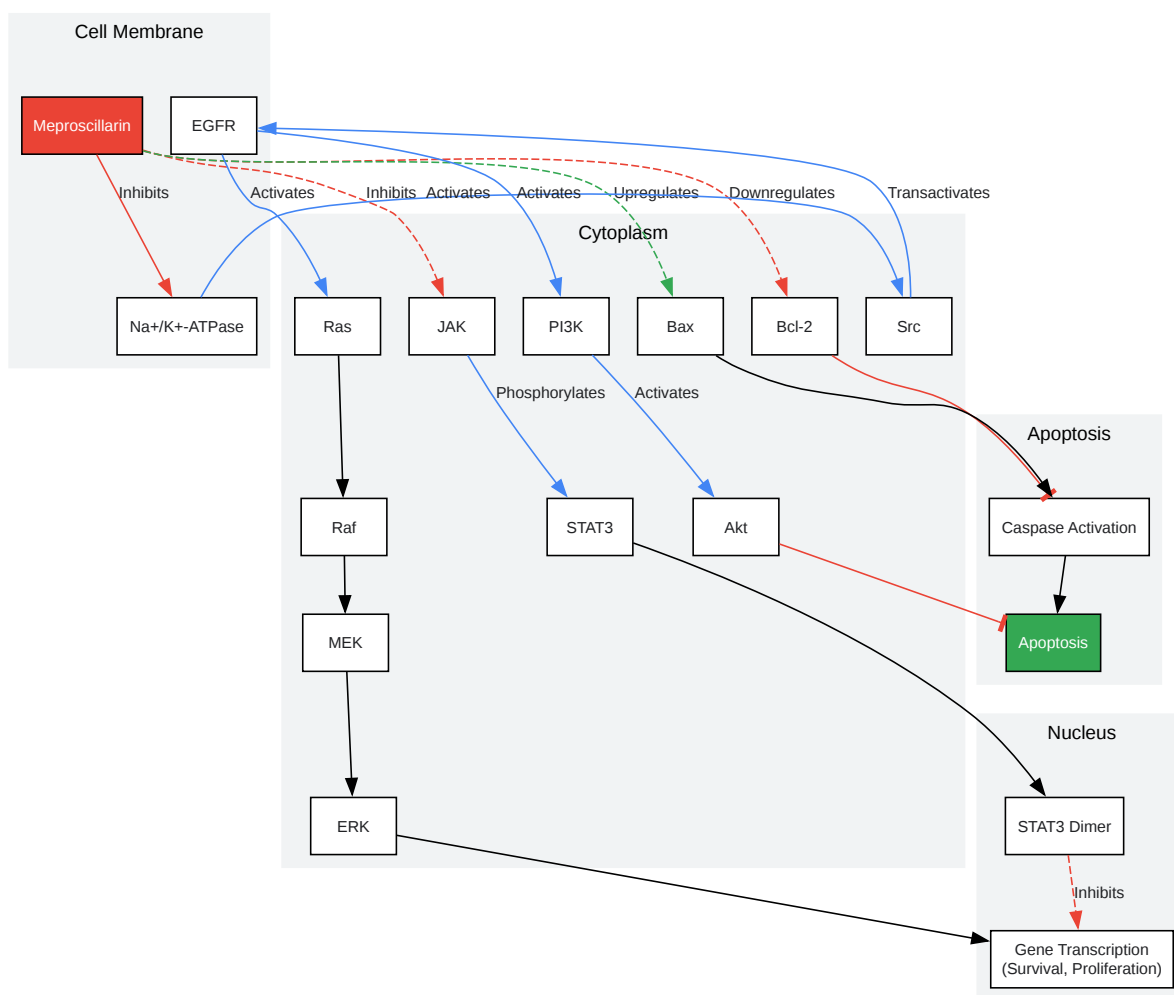 Cell Membrane
Meproscillarin
EGFR
Inhibits
Activates
Inhibits
Activates
Activates
Upregulates
Downregulates
Transactivates
Cytoplasm
Na+/K+-ATPase
Ras
JAK
PI3K
Bax
Bcl-2
Src
Phosphorylates
Activates
Apoptosis
Raf
STAT3
Akt
Caspase Activation
MEK
Apoptosis
Nucleus
ERK
STAT3 Dimer
Inhibits
Gene Transcription
(Survival, Proliferation)